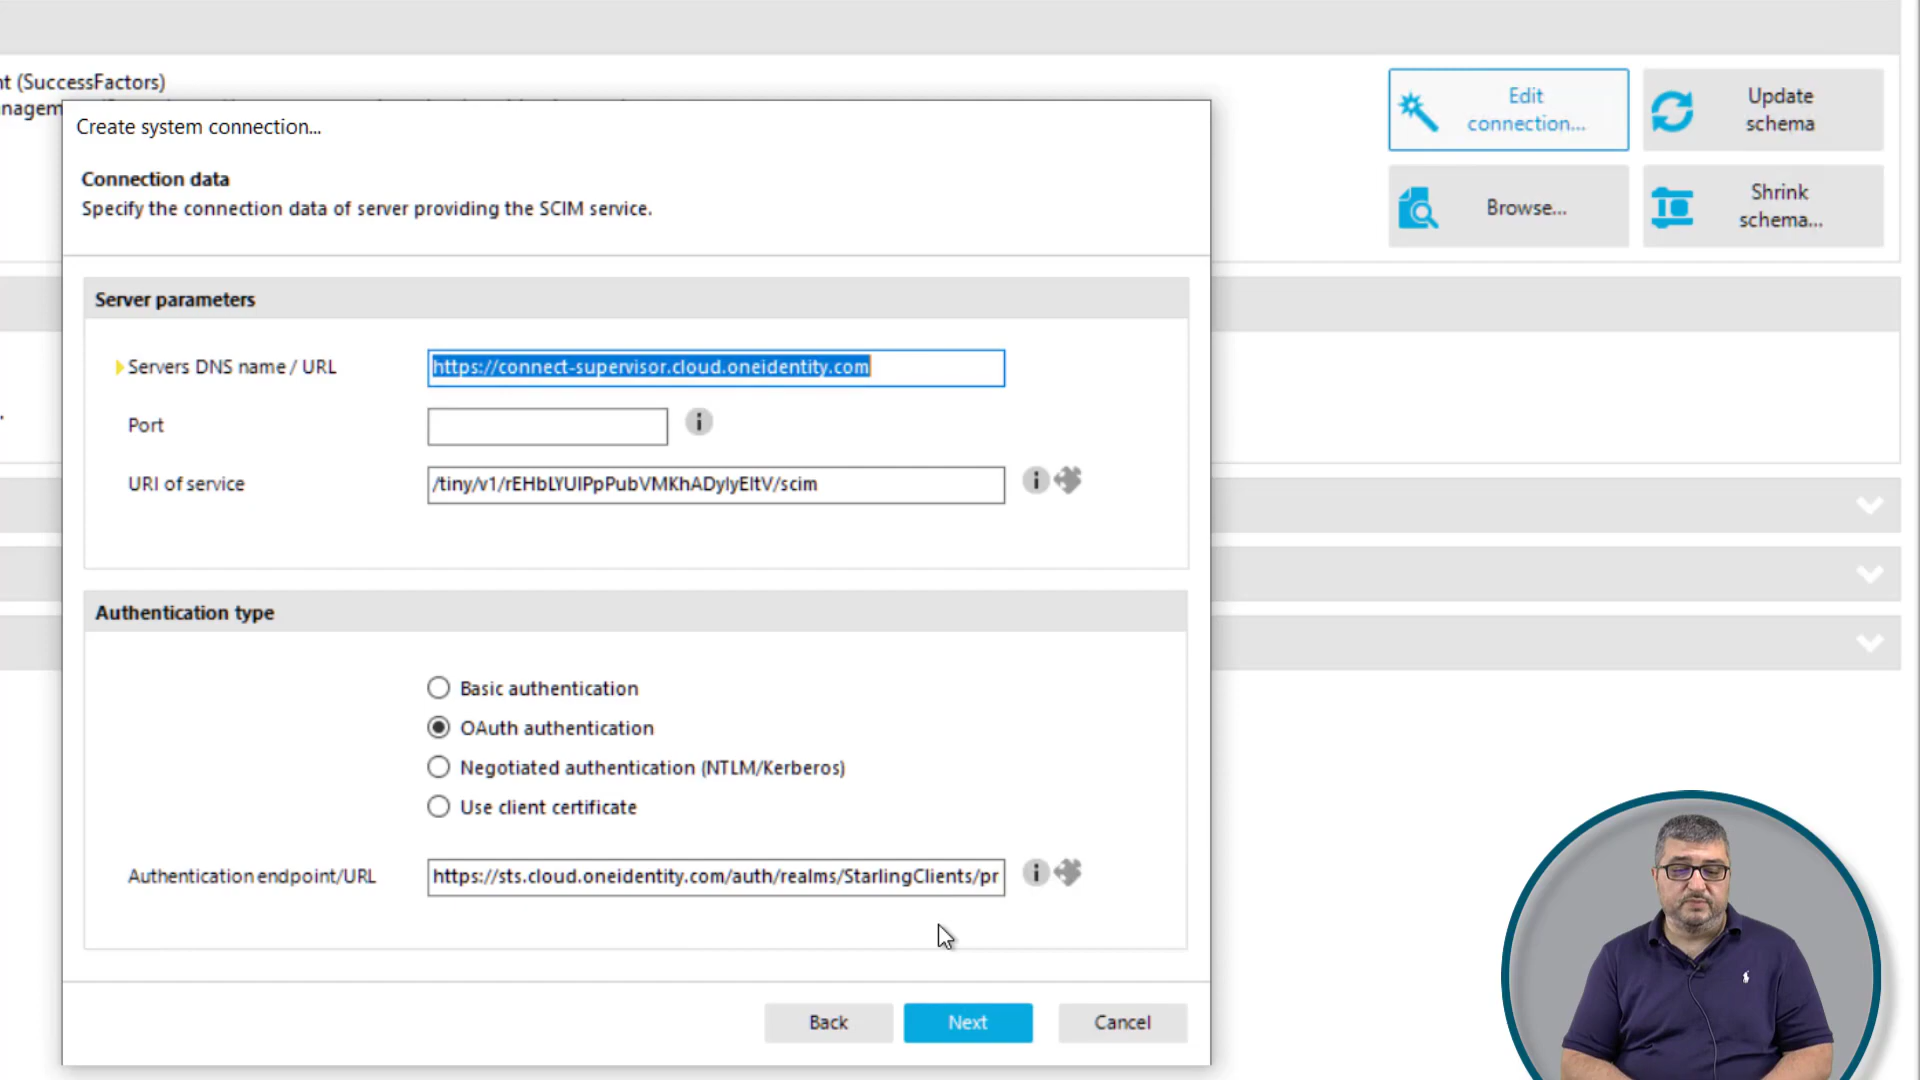 nt (SuccessFactors)
Edit
connection...
Update
schema
Browse...
Shrink
schema...
Create system connection...
Connection data
Specify the connection data of server providing the SCIM service.
Server parameters
Servers DNS name / URL
https://connect-supervisor.cloud.oneidentity.com
Port
URI of service
/tiny/v1/rEHbLYUIPpPubVMKhADylyEltV/scim
Authentication type
Basic authentication
OAuth authentication
Negotiated authentication (NTLM/Kerberos)
Use client certificate
Authentication endpoint/URL
https://sts.cloud.oneidentity.com/auth/realms/StarlingClients/pr
Back
Next
Cancel